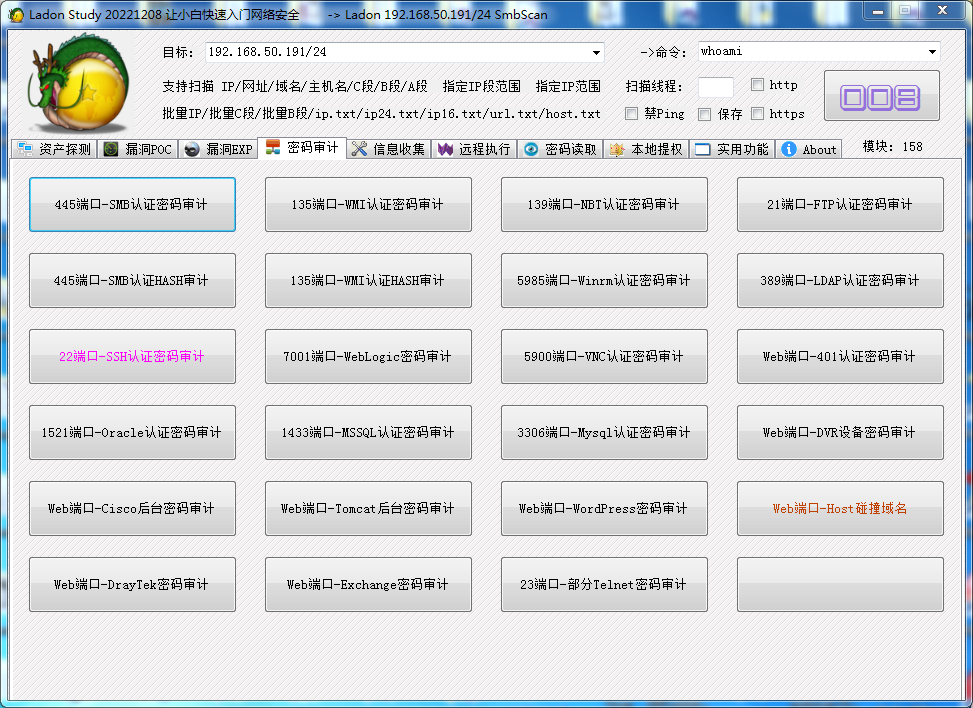 Ladon Study 20221208 让小白快速入门网络安全 -> Ladon 192.168.50.191/24 SmbScan
目标: 192.168.50.191/24 ->命令: whoami
支持扫描 IP/网址/域名/主机名/C段/B段/A段 指定IP段范围 指定IP范围 扫描线程: http
批量IP/批量C段/批量B段/ip.txt/ip24.txt/ip16.txt/url.txt/host.txt 禁Ping 保存 https
资产探测 漏洞POC 漏洞EXP 密码审计 信息收集 远程执行 密码读取 本地提权 实用功能 About 模块: 158
445端口-SMB认证密码审计 135端口-WMI认证密码审计 139端口-NBT认证密码审计 21端口-FTP认证密码审计
445端口-SMB认证HASH审计 135端口-WMI认证HASH审计 5985端口-Winrm认证密码审计 389端口-LDAP认证密码审计
22端口-SSH认证密码审计 7001端口-WebLogic密码审计 5900端口-VNC认证密码审计 Web端口-401认证密码审计
1521端口-Oracle认证密码审计 1433端口-MSSQL认证密码审计 3306端口-Mysql认证密码审计 Web端口-DVR设备密码审计
Web端口-Cisco后台密码审计 Web端口-Tomcat后台密码审计 Web端口-WordPress密码审计 Web端口-Host碰撞域名
Web端口-DrayTek密码审计 Web端口-Exchange密码审计 23端口-部分Telnet密码审计